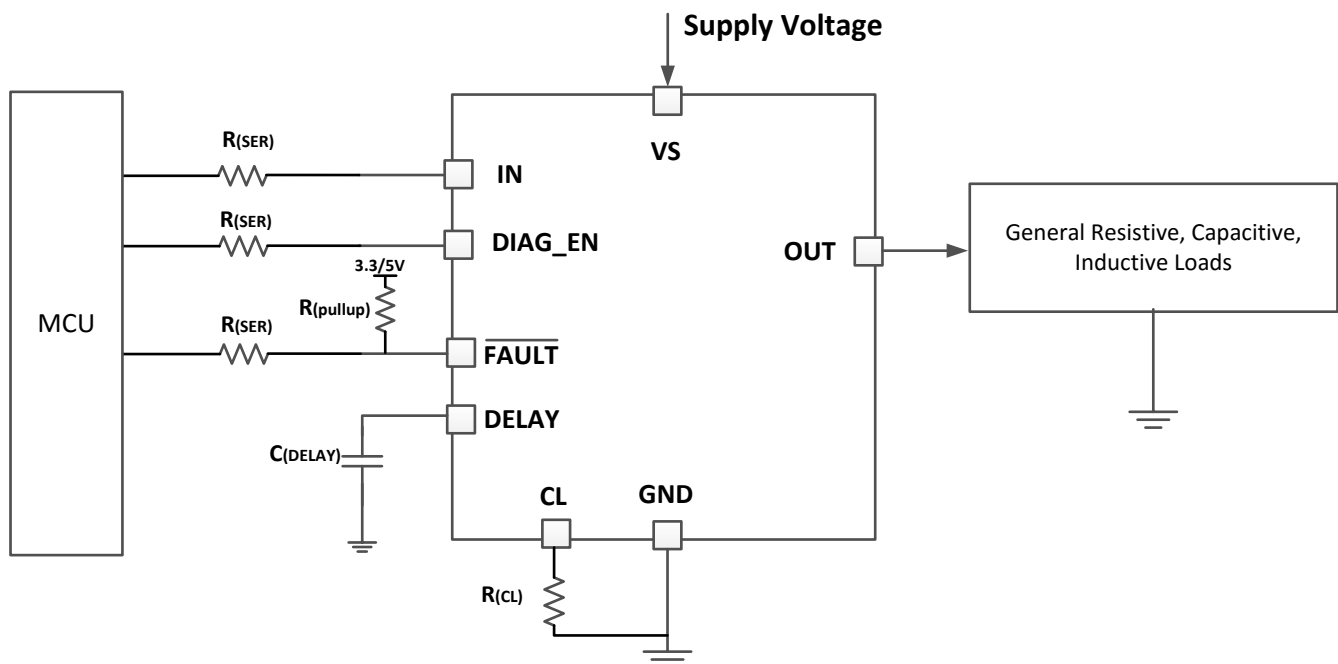 Supply Voltage
VS
MCU
R(SER)
IN
R(SER)
DIAG_EN
3.3/5V
R(pullup)
R(SER)
FAULT
DELAY
C(DELAY)
CL
GND
R(CL)
OUT
General Resistive, Capacitive,
Inductive Loads